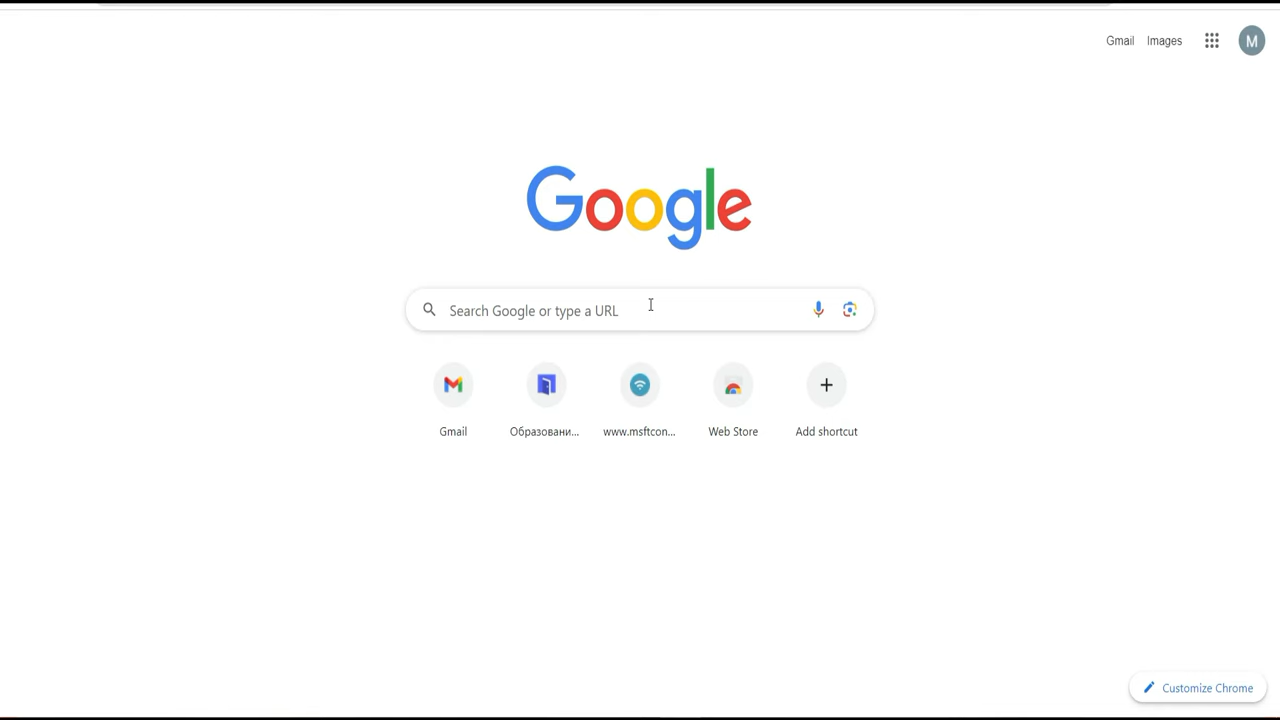 Gmail Images M
Google
Search Google or type a URL
Gmail Образовани... www.msftcon... Web Store Add shortcut
Customize Chrome